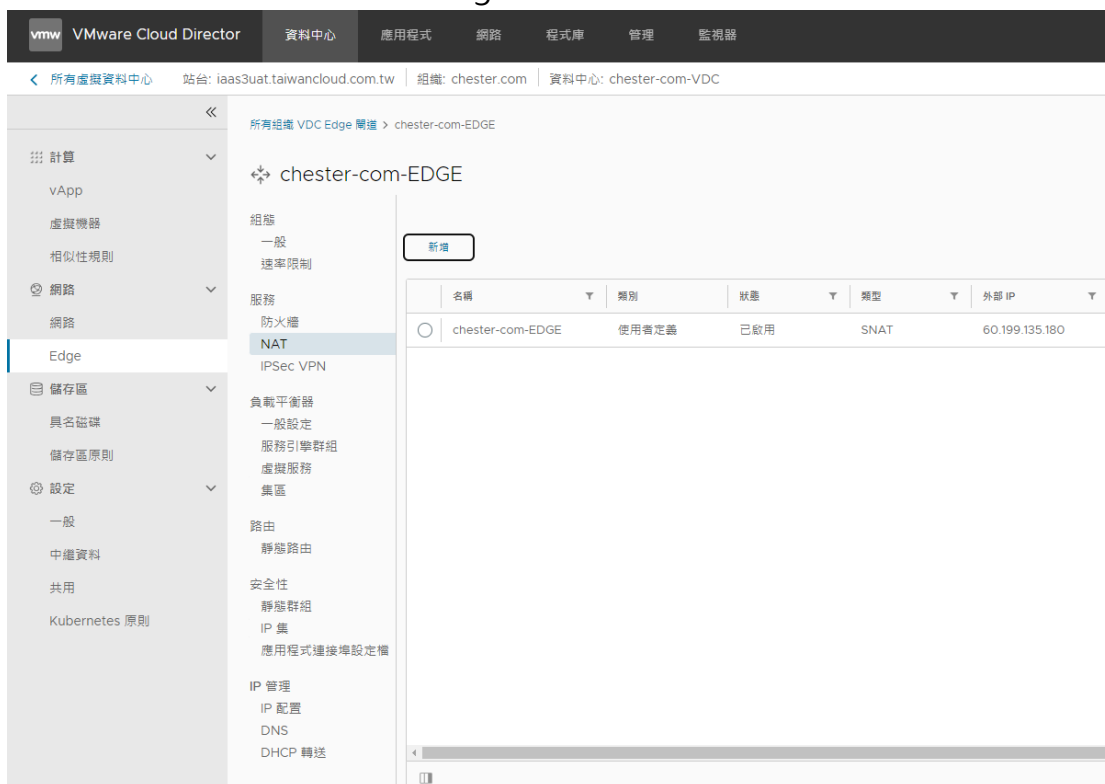 vmw VMware Cloud Director 資料中心 應用程式 網路 程式庫 管理 監視器
所有虛擬資料中心 站台: iaas3uat.taiwancloud.com.tw 組織: chester.com 資料中心: chester-com-VDC
計算
vApp
虛擬機器
相似性規則
網路
網路
Edge
儲存區
具名磁碟
儲存區原則
設定
一般
中繼資料
共用
Kubernetes 原則
所有組織 VDC Edge 閘道 > chester-com-EDGE
chester-com-EDGE
組態
一般
速率限制
服務
防火牆
NAT
IPSec VPN
負載平衡器
一般設定
服務引擎群組
虛擬服務
集區
路由
靜態路由
安全性
靜態群組
IP 集
應用程式連接埠設定檔
IP 管理
IP 配置
DNS
DHCP 轉送
新增
名稱 類別 狀態 類型 外部 IP
chester-com-EDGE 使用者定義 已啟用 SNAT 60.199.135.180